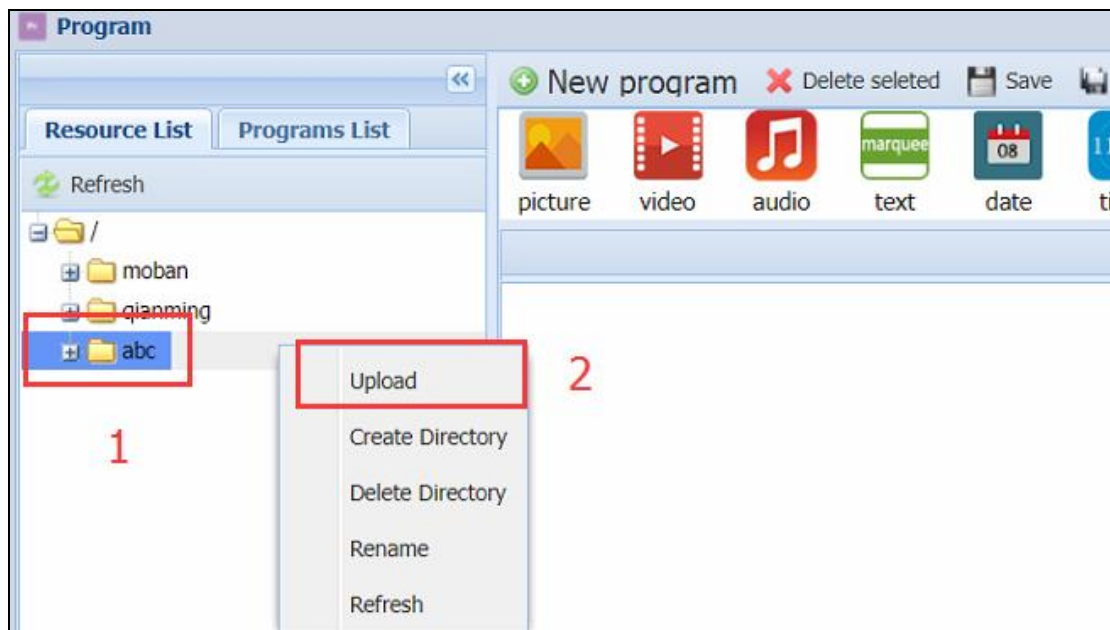 Program
New program Delete seleted Save
Resource List Programs List
marquee
08
Refresh
picture video audio text date
/
moban
qianming
abc
Upload
2
1
Create Directory
Delete Directory
Rename
Refresh